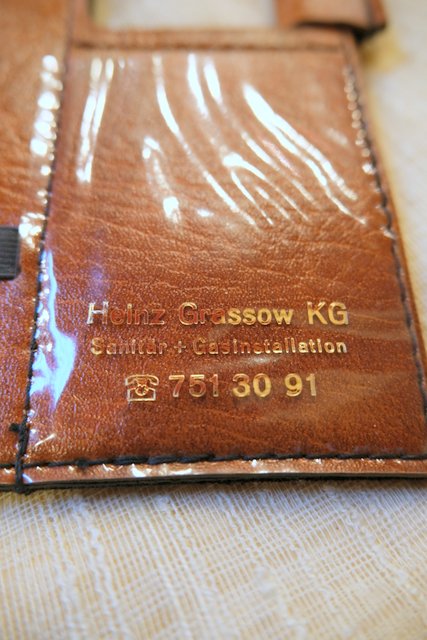 Heinz Grassow KG
Sanitär + Gasinstallation
☎ 751 30 91